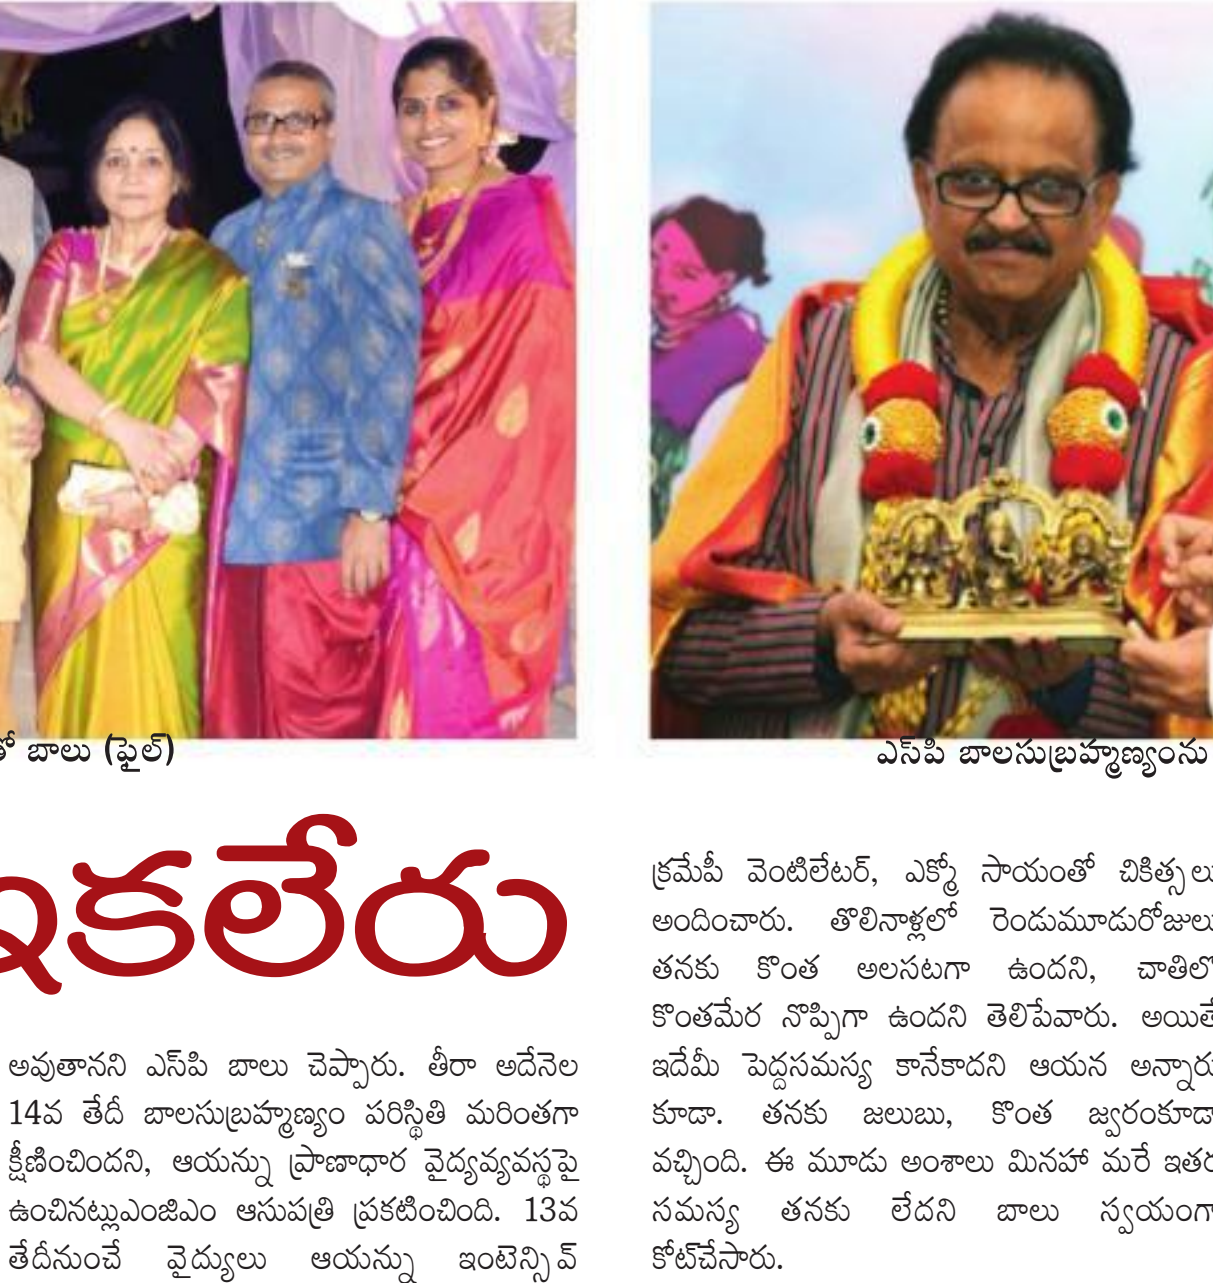 తో బాలు (ఫైల్)
ఎస్‌పి బాలసుబ్రహ్మణ్యంను
ఇకలేరు
అవుతానని ఎస్‌పి బాలు చెప్పారు. తీరా అదేనెల
14వ తేదీ బాలసుబ్రహ్మణ్యం పరిస్థితి మరింతగా
క్షీణించిందని, ఆయన్ను ప్రాణాధార వైద్యవ్యవస్థపై
ఉంచినట్లుఎంజిఎం ఆసుపత్రి ప్రకటించింది. 13వ
తేదీనుంచే వైద్యులు ఆయన్ను ఇంటెన్సివ్
క్రమేపీ వెంటిలేటర్, ఎక్మో సాయంతో చికిత్సలు
అందించారు. తొలినాళ్లలో రెండుమూడురోజులు
తనకు కొంత అలసటగా ఉందని, చాతిలో
కొంతమేర నొప్పిగా ఉందని తెలిపేవారు. అయితే
ఇదేమీ పెద్దసమస్య కానేకాదని ఆయన అన్నారు
కూడా. తనకు జలుబు, కొంత జ్వరంకూడా
వచ్చింది. ఈ మూడు అంశాలు మినహా మరే ఇతర
సమస్య తనకు లేదని బాలు స్వయంగా
కోట్‌చేసారు.